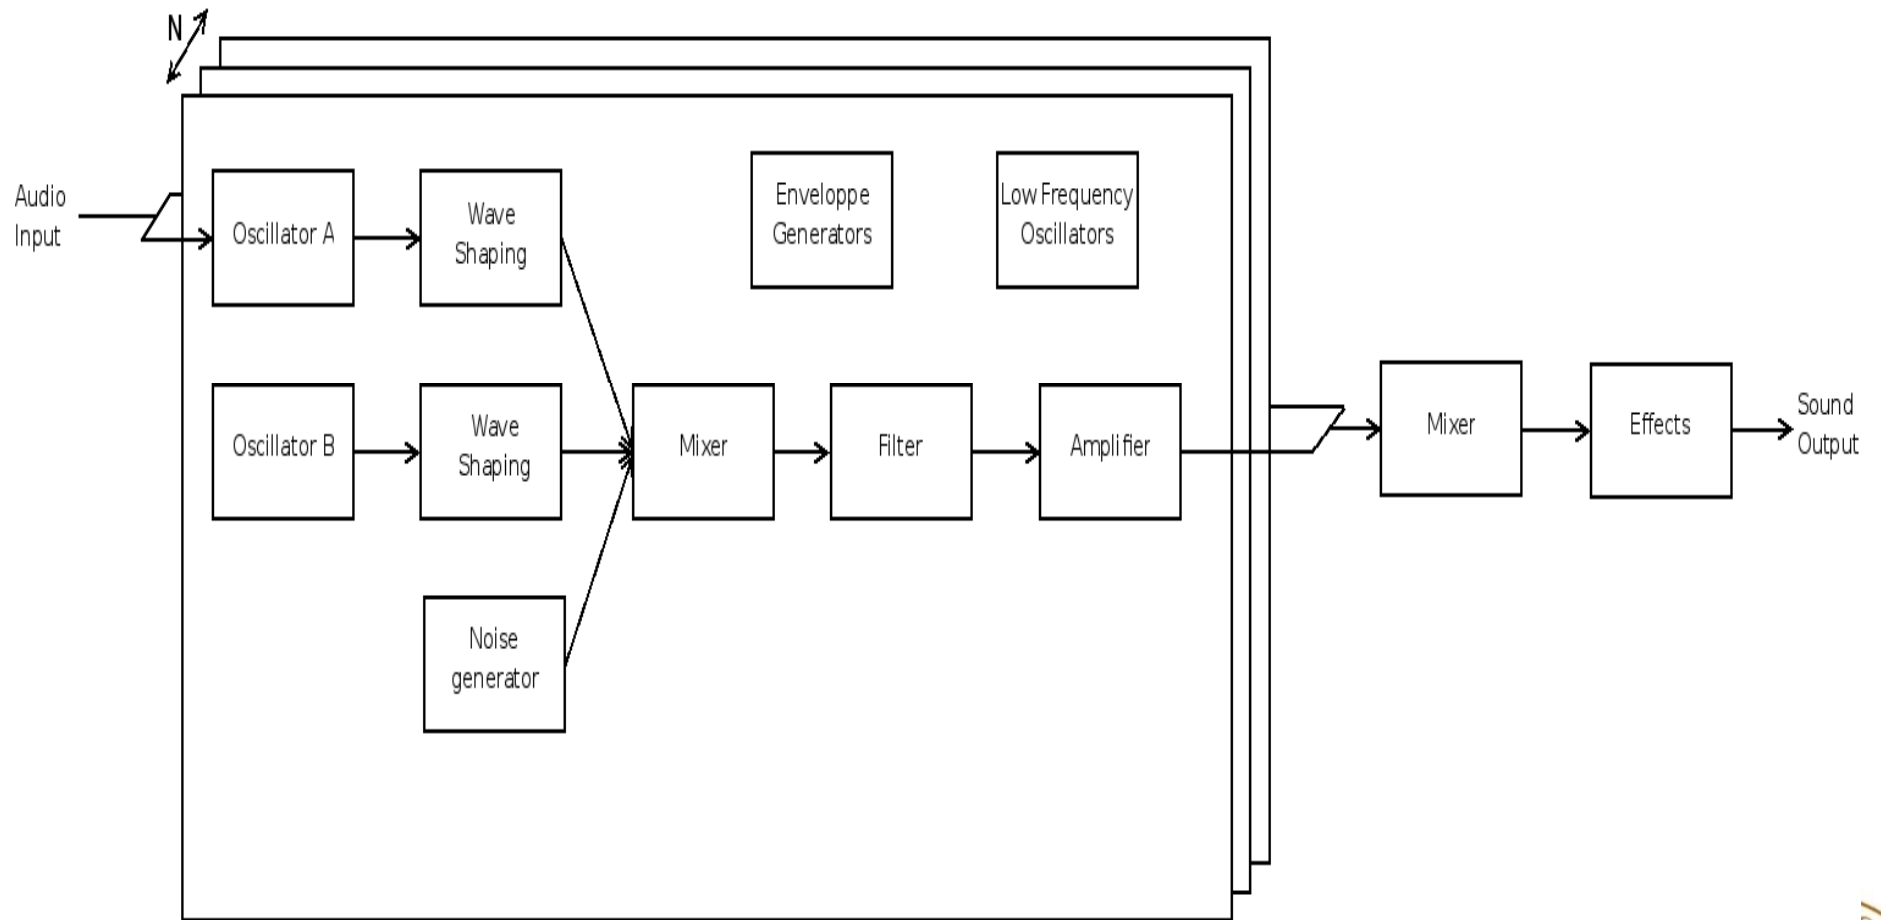 N
Audio
Input
Oscillator A
Wave
Shaping
Enveloppe
Generators
Low Frequency
Oscillators
Oscillator B
Wave
Shaping
Mixer
Filter
Amplifier
Mixer
Effects
Sound
Output
Noise
generator